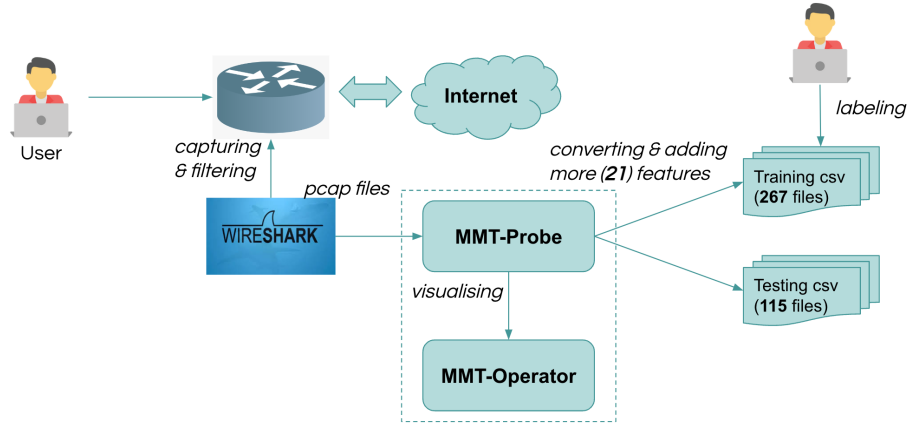 User
Internet
labeling
capturing
& filtering
converting & adding
more (21) features
pcap files
WIRESHARK
MMT-Probe
Training csv
(267 files)
visualising
Testing csv
(115 files)
MMT-Operator